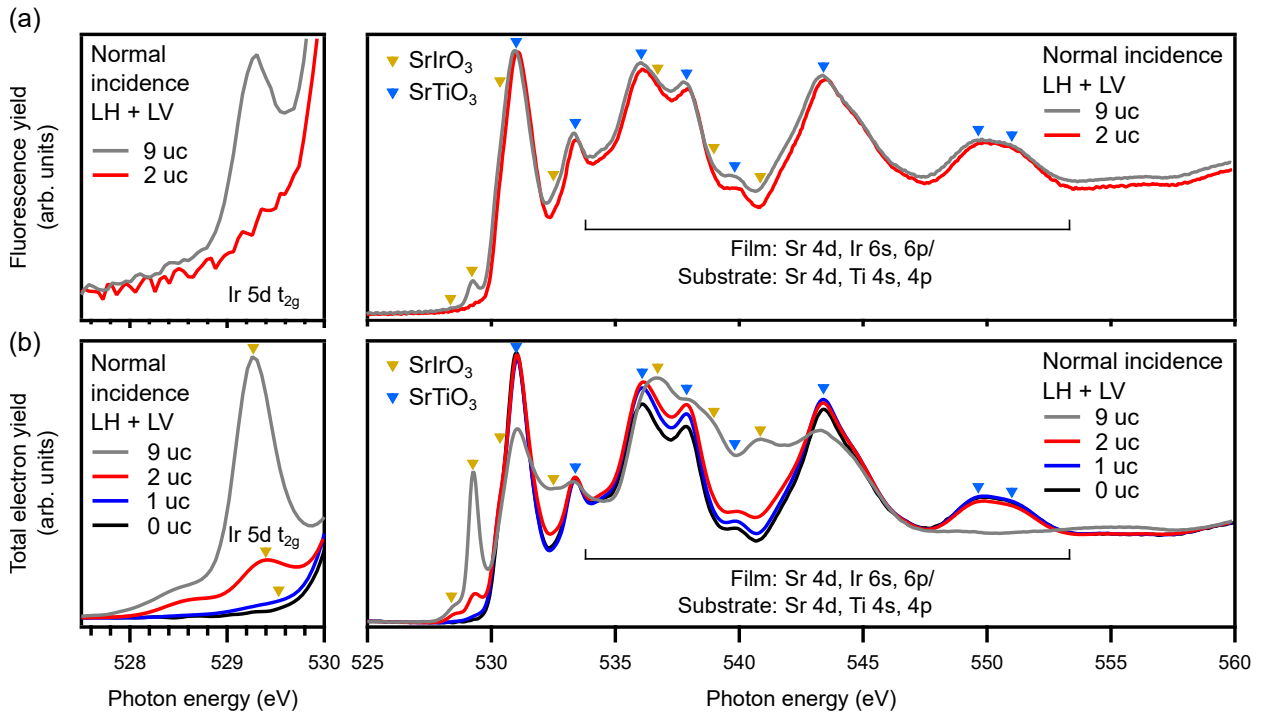 (a)
Fluorescence yield
(arb. units)
Normal
incidence
LH + LV
9 uc
2 uc
Ir 5d t2g
SrIrO3
SrTiO3
Normal incidence
LH + LV
9 uc
2 uc
Film: Sr 4d, Ir 6s, 6p/
Substrate: Sr 4d, Ti 4s, 4p
(b)
Total electron yield
(arb. units)
Normal
incidence
LH + LV
9 uc
2 uc
1 uc
0 uc
Ir 5d t2g
528 529 530
Photon energy (eV)
SrIrO3
SrTiO3
Normal incidence
LH + LV
9 uc
2 uc
1 uc
0 uc
Film: Sr 4d, Ir 6s, 6p/
Substrate: Sr 4d, Ti 4s, 4p
525 530 535 540 545 550 555 560
Photon energy (eV)